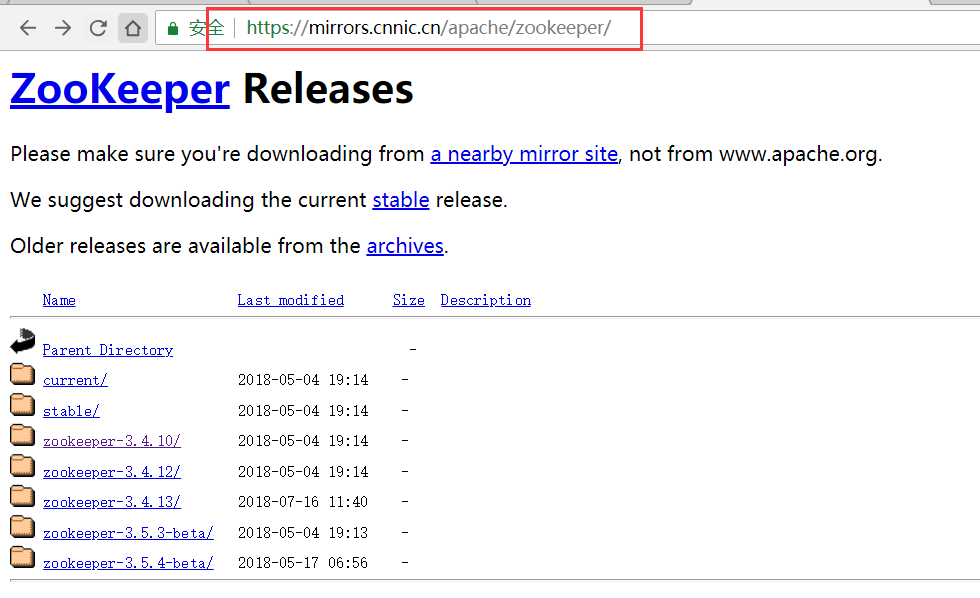 安全 https://mirrors.cnnic.cn/apache/zookeeper/
ZooKeeper Releases
Please make sure you're downloading from a nearby mirror site, not from www.apache.org.
We suggest downloading the current stable release.
Older releases are available from the archives.
Name Last modified Size Description
Parent Directory -
current/ 2018-05-04 19:14 -
stable/ 2018-05-04 19:14 -
zookeeper-3.4.10/ 2018-05-04 19:14 -
zookeeper-3.4.12/ 2018-05-04 19:14 -
zookeeper-3.4.13/ 2018-07-16 11:40 -
zookeeper-3.5.3-beta/ 2018-05-04 19:13 -
zookeeper-3.5.4-beta/ 2018-05-17 06:56 -